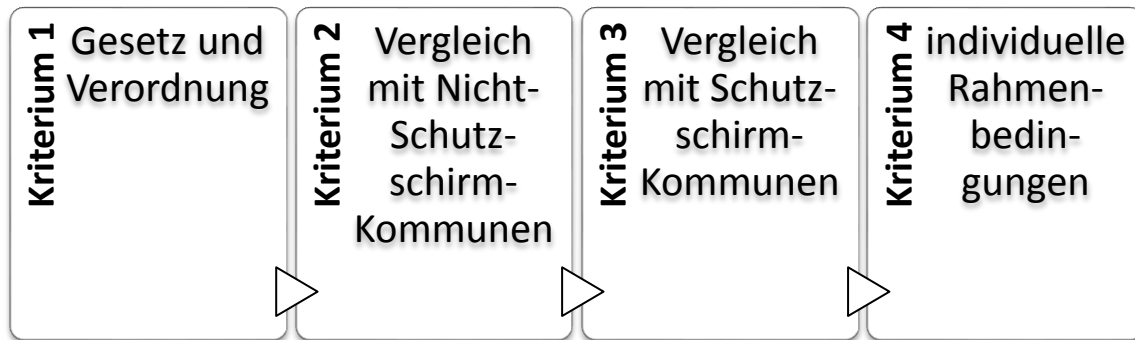 Kriterium 1
Gesetz und
Verordnung
Kriterium 2
Vergleich
mit Nicht-
Schutz-
schirm-
Kommunen
Kriterium 3
Vergleich
mit Schutz-
schirm-
Kommunen
Kriterium 4
individuelle
Rahmen-
bedin-
gungen